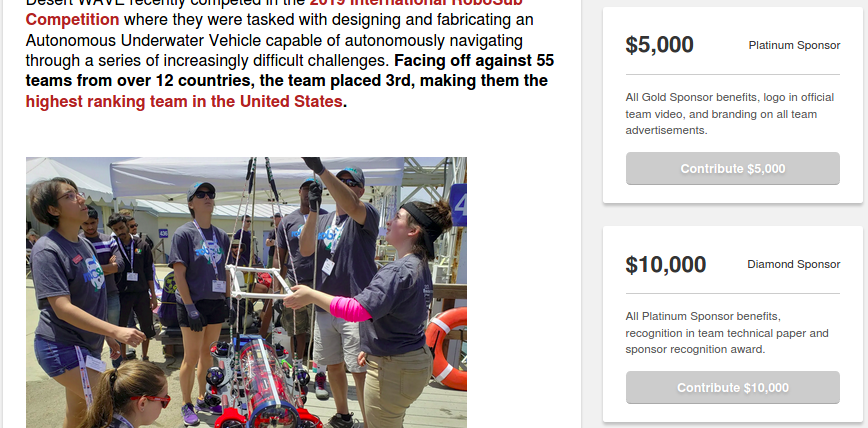 Desert WAVE recently competed in the 2019 International RoboSub
Competition where they were tasked with designing and fabricating an
Autonomous Underwater Vehicle capable of autonomously navigating
through a series of increasingly difficult challenges. Facing off against 55
teams from over 12 countries, the team placed 3rd, making them the
highest ranking team in the United States.
436
4
$5,000 Platinum Sponsor
All Gold Sponsor benefits, logo in official
team video, and branding on all team
advertisements.
Contribute $5,000
$10,000 Diamond Sponsor
All Platinum Sponsor benefits,
recognition in team technical paper and
sponsor recognition award.
Contribute $10,000